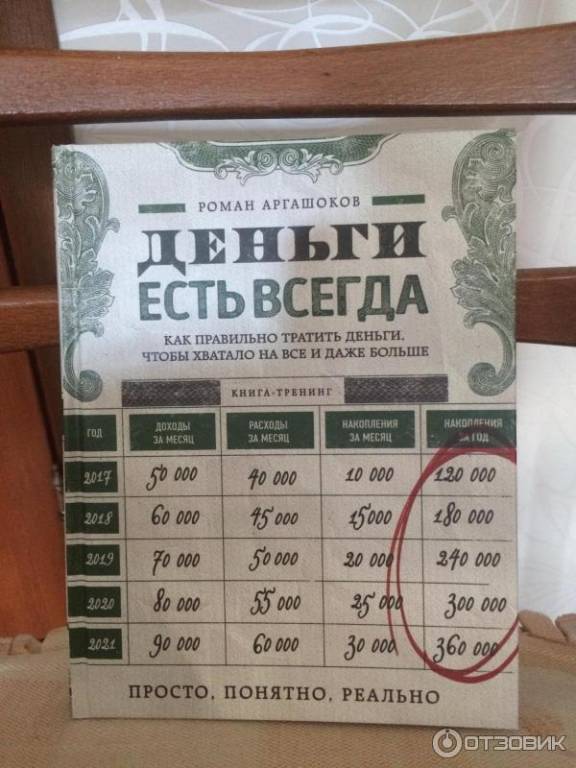 РОМАН АРГАШОКОВ
ДЕНЬГИ
ЕСТЬ ВСЕГДА
КАК ПРАВИЛЬНО ТРАТИТЬ ДЕНЬГИ,
ЧТОБЫ ХВАТАЛО НА ВСЕ И ДАЖЕ БОЛЬШЕ
КНИГА-ТРЕНИНГ
ГОД ДОХОДЫ ЗА МЕСЯЦ РАСХОДЫ ЗА МЕСЯЦ НАКОПЛЕНИЯ ЗА МЕСЯЦ НАКОПЛЕНИЯ ЗА ГОД
2017 50 000 40 000 10 000 120 000
2018 60 000 45 000 15000 180 000
2019 70 000 50 000 20 000 240 000
2020 80 000 55 000 25 000 300 000
2021 90 000 60 000 30 000 360 000
ПРОСТО, ПОНЯТНО, РЕАЛЬНО
ОТЗОВИК